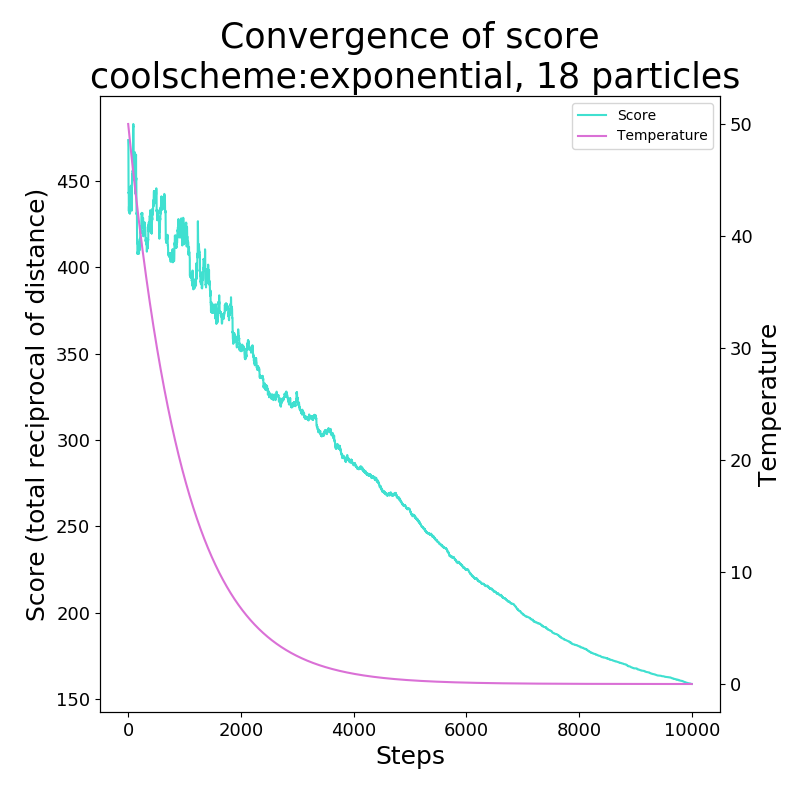 Convergence of score
coolscheme:exponential, 18 particles
Score
Temperature
Score (total reciprocal of distance)
450
400
350
300
250
200
150
50
40
30
20
10
0
Temperature
0 2000 4000 6000 8000 10000
Steps